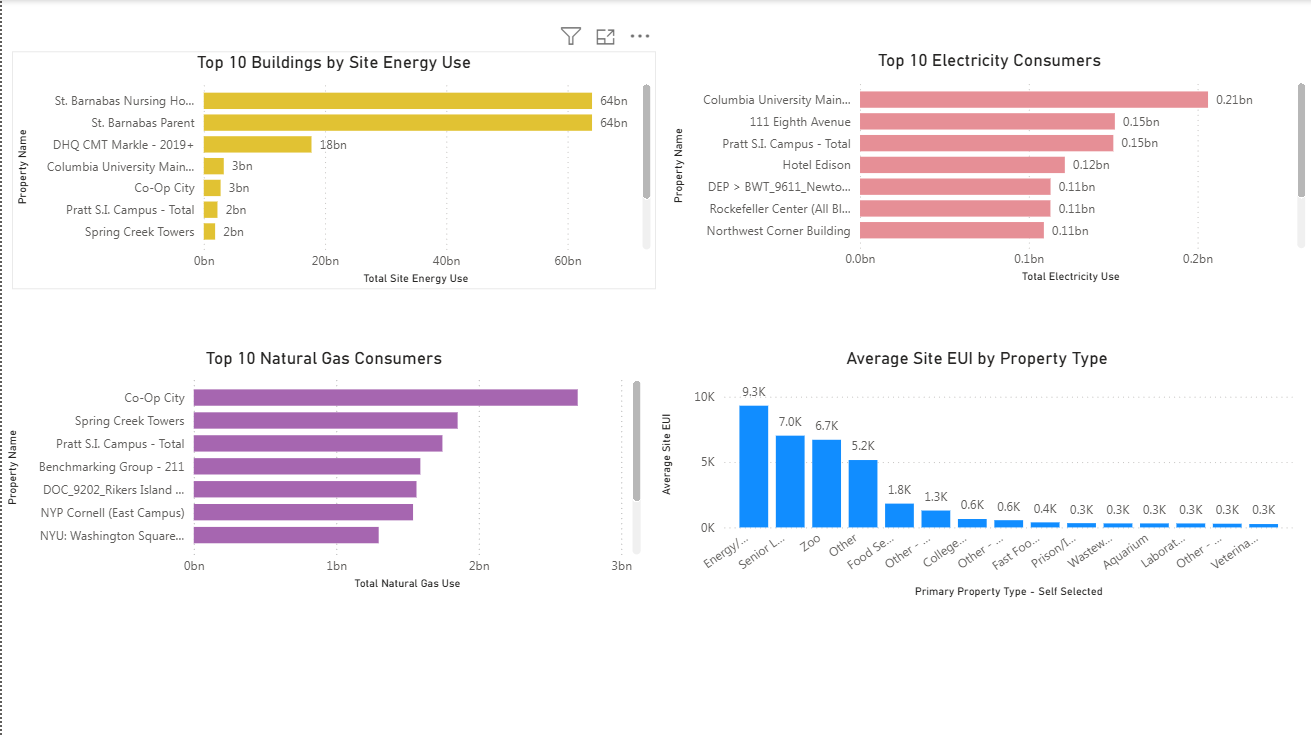 Top 10 Buildings by Site Energy Use
Property Name
St. Barnabas Nursing Ho... 64bn
St. Barnabas Parent 64bn
DHQ CMT Markle - 2019+ 18bn
Columbia University Main... 3bn
Co-Op City 3bn
Pratt S.I. Campus - Total 2bn
Spring Creek Towers 2bn
0bn 20bn 40bn 60bn
Total Site Energy Use
Top 10 Electricity Consumers
Property Name
Columbia University Main... 0.21bn
111 Eighth Avenue 0.15bn
Pratt S.I. Campus - Total 0.15bn
Hotel Edison 0.12bn
DEP > BWT_9611_Newto... 0.11bn
Rockefeller Center (All Bl... 0.11bn
Northwest Corner Building 0.11bn
0.0bn 0.1bn 0.2bn
Total Electricity Use
Top 10 Natural Gas Consumers
Property Name
Co-Op City
Spring Creek Towers
Pratt S.I. Campus - Total
Benchmarking Group - 211
DOC_9202_Rikers Island ...
NYP Cornell (East Campus)
NYU: Washington Square...
0bn 1bn 2bn 3bn
Total Natural Gas Use
Average Site EUI by Property Type
Average Site EUI
10K
5K
0K
9.3K 7.0K 6.7K 5.2K 1.8K 1.3K 0.6K 0.6K 0.4K 0.3K 0.3K 0.3K 0.3K 0.3K 0.3K
Energy/... Senior L... Zoo Other Food Se... Other - ... College... Other - ... Fast Foo... Prison/I... Wastew... Aquarium Laborat... Other - ... Veterina...
Primary Property Type - Self Selected